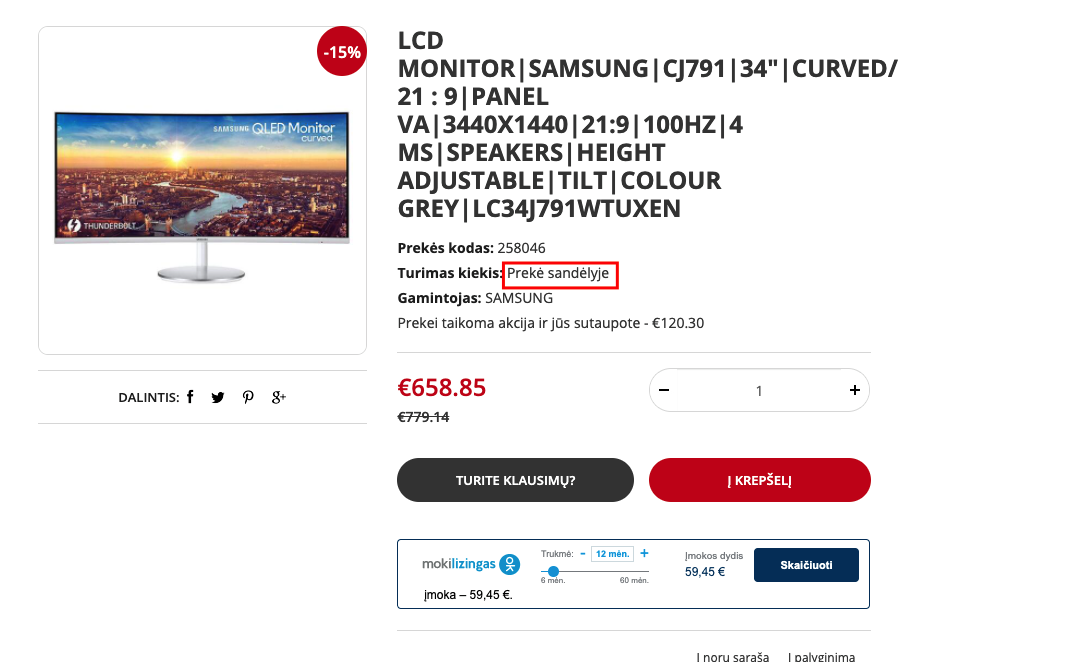 -15%
SAMSUNG QLED Monitor
curved
THUNDERBOLT
DALINTIS:
LCD
MONITOR|SAMSUNG|CJ791|34"|CURVED/
21 : 9|PANEL
VA|3440X1440|21:9|100HZ|4
MS|SPEAKERS|HEIGHT
ADJUSTABLE|TILT|COLOUR
GREY|LC34J791WTUXEN
Prekės kodas: 258046
Turimas kiekis: Prekė sandėlyje
Gamintojas: SAMSUNG
Prekei taikoma akcija ir jūs sutaupote - €120.30
€658.85
€779.14
− 1 +
TURITE KLAUSIMŲ?
Į KREPŠELĮ
mokilizingas
Trukmė: - 12 mėn. +
6 mėn. 60 mėn.
Įmokos dydis
59,45 €
Skaičiuoti
įmoka – 59,45 €.
Į norų sąrašą Į palyginimą